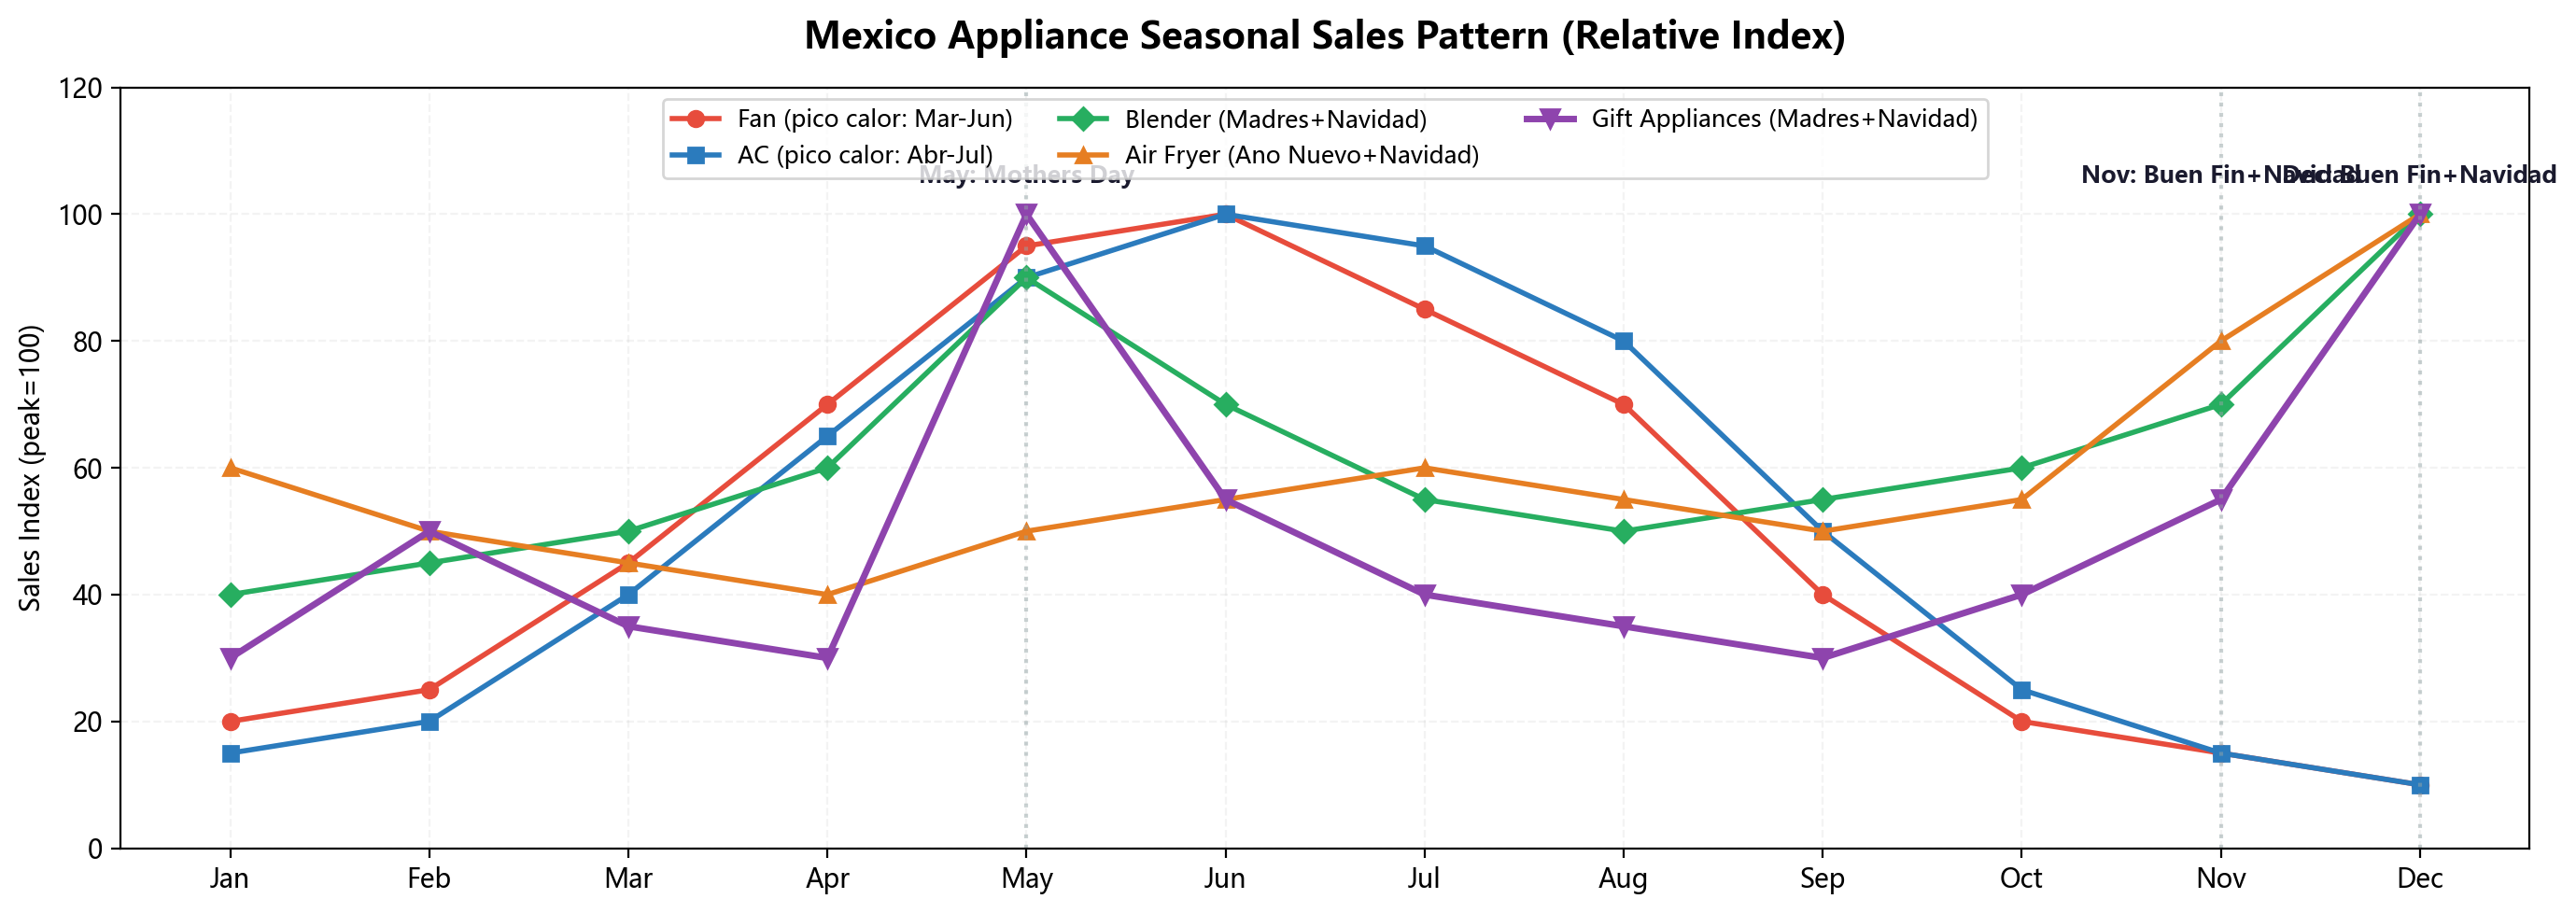 Mexico Appliance Seasonal Sales Pattern (Relative Index)
Fan (pico calor: Mar-Jun)
AC (pico calor: Abr-Jul)
Blender (Madres+Navidad)
Air Fryer (Ano Nuevo+Navidad)
Gift Appliances (Madres+Navidad)
May: Mothers Day
Nov: Buen Fin+Navidad
Dec: Buen Fin+Navidad
Sales Index (peak=100)
120
100
80
60
40
20
0
Jan Feb Mar Apr May Jun Jul Aug Sep Oct Nov Dec